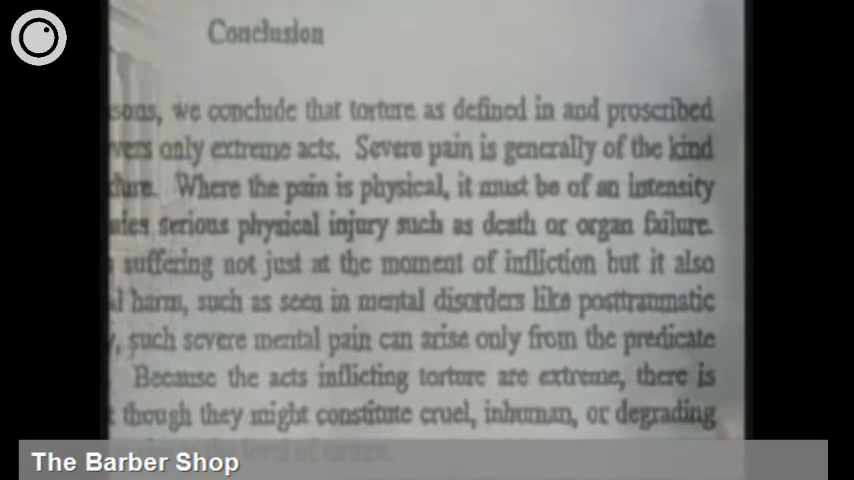 Conclusion
sons, we conclude that torture as defined in and proscribed
vers only extreme acts. Severe pain is generally of the kind
dure. Where the pain is physical, it must be of an intensity
serious physical injury such as death or organ failure.
suffering not just at the moment of infliction but it also
harm, such as seen in mental disorders like posttraumatic
, such severe mental pain can arise only from the predicate
Because the acts inflicting torture are extreme, there is
though they might constitute cruel, inhuman, or degrading
level of torture.
The Barber Shop